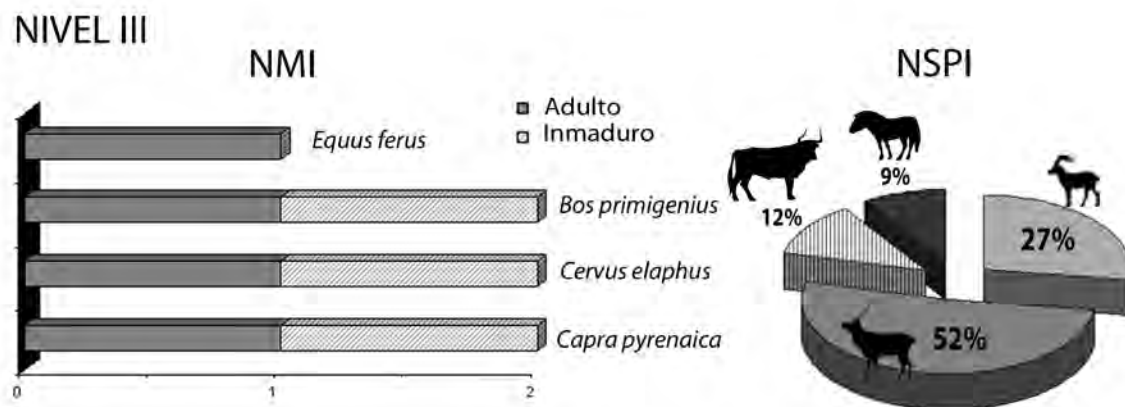 NIVEL III
NMI
NSPI
Adulto
Inmaduro
Equus ferus
Bos primigenius
Cervus elaphus
Capra pyrenaica
0 1 2
9%
12%
27%
52%